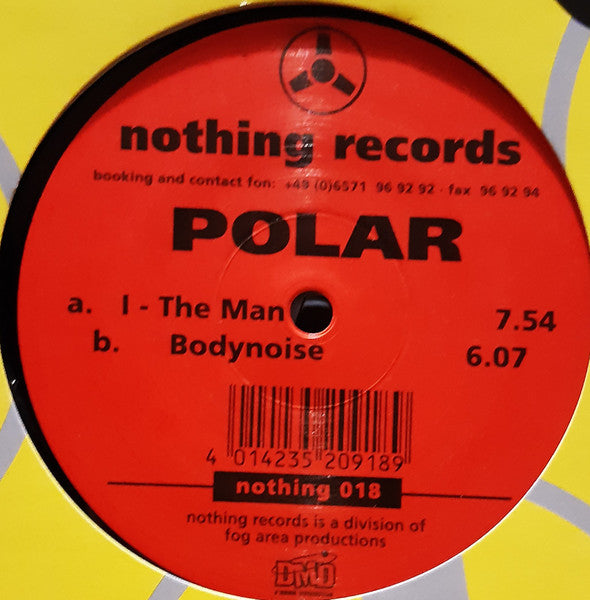 nothing records
booking and contact fon: +49 (0)6571 96 92 92 · fax 96 92 94
POLAR
a. I - The Man 7.54
b. Bodynoise 6.07
4 014235 209189
nothing 018
nothing records is a division of
fog area productions
DMD